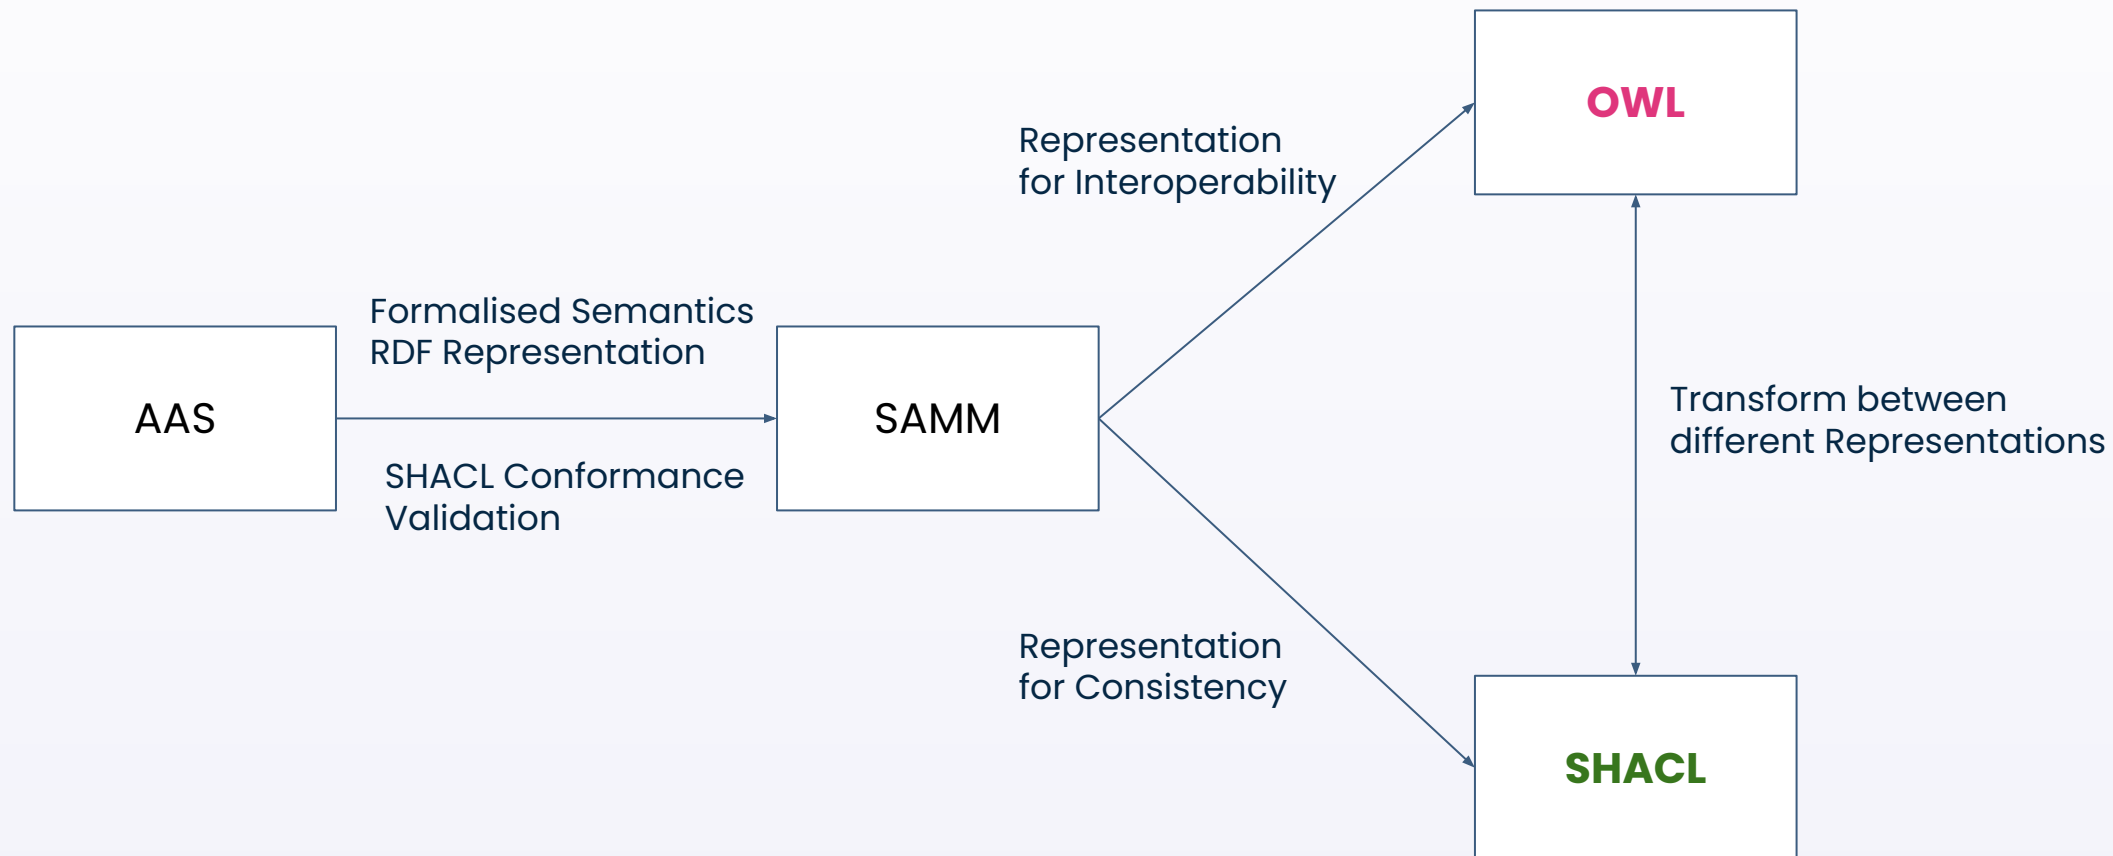 OWL
Representation
for Interoperability
Formalised Semantics
RDF Representation
AAS
SAMM
Transform between
different Representations
SHACL Conformance
Validation
Representation
for Consistency
SHACL